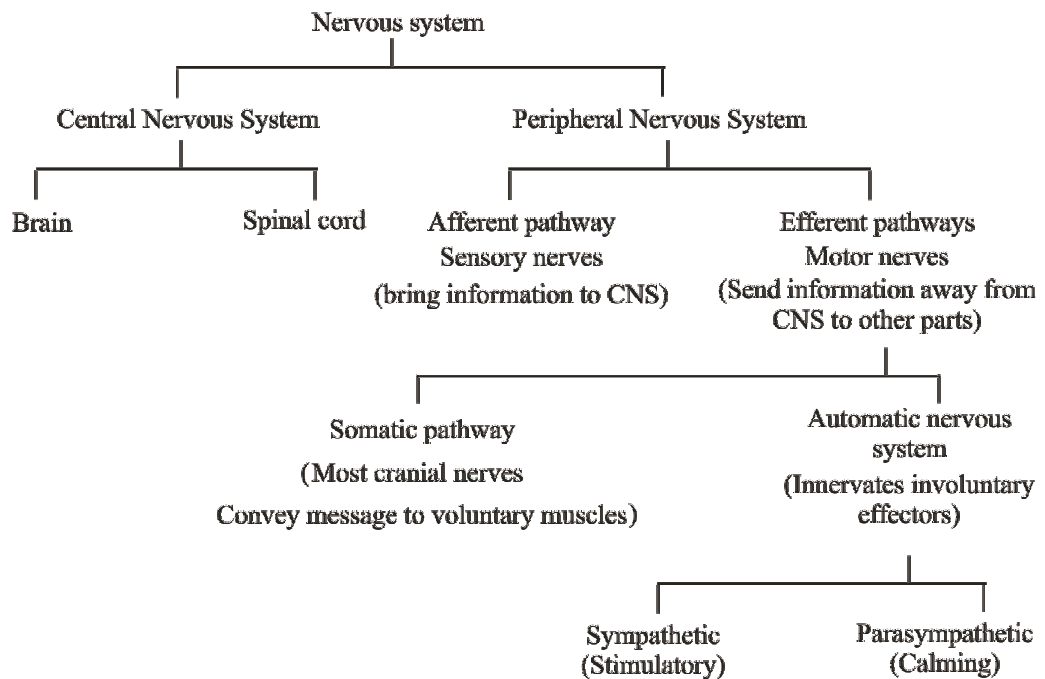 Nervous system
Central Nervous System
Peripheral Nervous System
Brain
Spinal cord
Afferent pathway
Sensory nerves
(bring information to CNS)
Efferent pathways
Motor nerves
(Send information away from
CNS to other parts)
Somatic pathway
(Most cranial nerves
Convey message to voluntary muscles)
Automatic nervous
system
(Innervates involuntary
effectors)
Sympathetic
(Stimulatory)
Parasympathetic
(Calming)